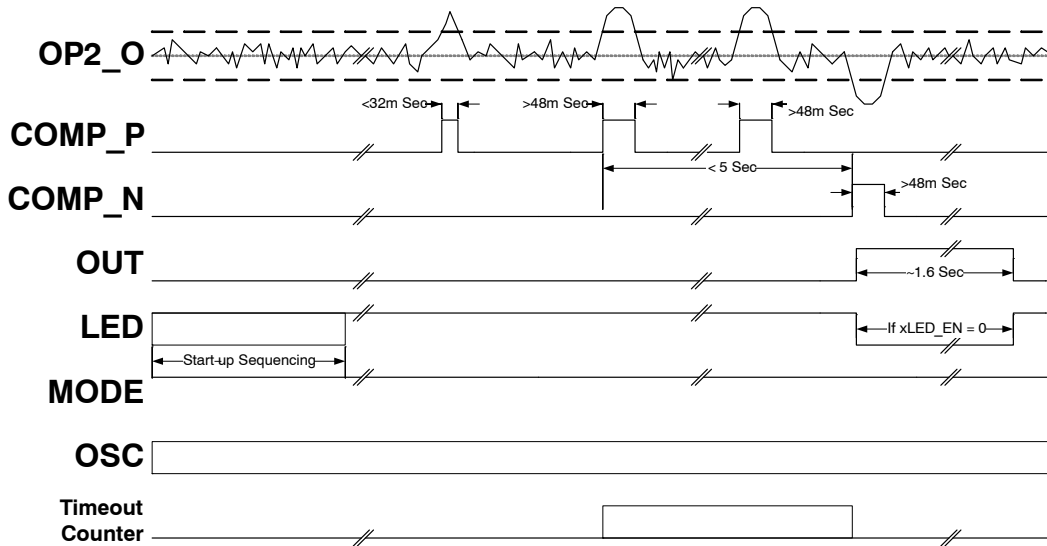 OP2_O
<32m Sec
>48m Sec
>48m Sec
COMP_P
< 5 Sec
COMP_N
>48m Sec
OUT
~1.6 Sec
LED
If xLED_EN = 0
Start-up Sequencing
MODE
OSC
Timeout
Counter